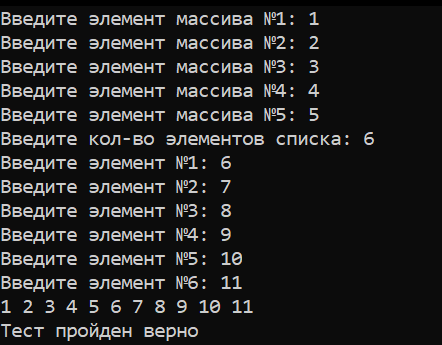 Введите элемент массива №1: 1
Введите элемент массива №2: 2
Введите элемент массива №3: 3
Введите элемент массива №4: 4
Введите элемент массива №5: 5
Введите кол-во элементов списка: 6
Введите элемент №1: 6
Введите элемент №2: 7
Введите элемент №3: 8
Введите элемент №4: 9
Введите элемент №5: 10
Введите элемент №6: 11
1 2 3 4 5 6 7 8 9 10 11
Тест пройден верно